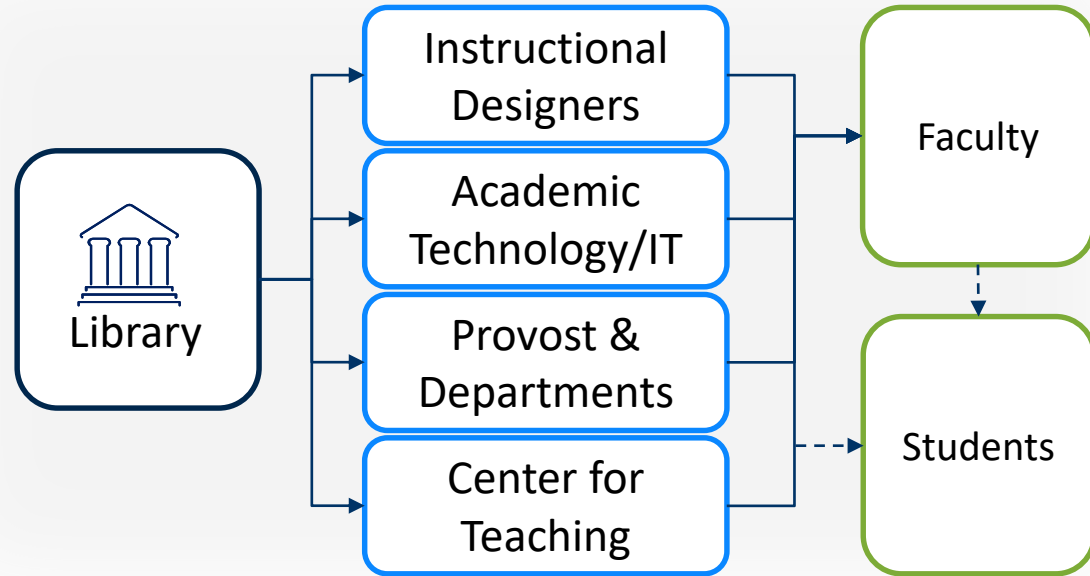 Library
Instructional
Designers
Academic
Technology/IT
Provost &
Departments
Center for
Teaching
Faculty
Students